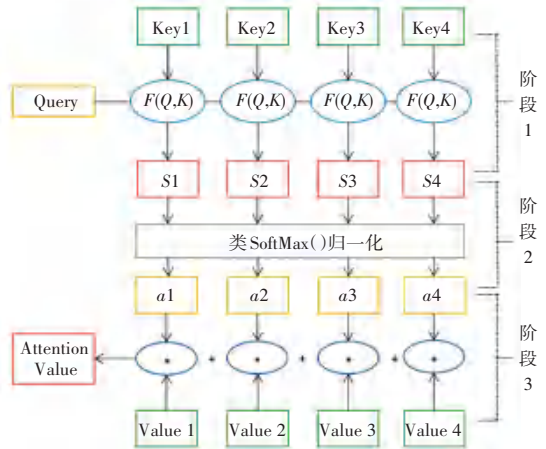 Key1 Key2 Key3 Key4
Query F(Q,K) F(Q,K) F(Q,K) F(Q,K)
阶段1
S1 S2 S3 S4
类SoftMax()归一化
阶段2
a1 a2 a3 a4
Attention Value
阶段3
Value 1 Value 2 Value 3 Value 4